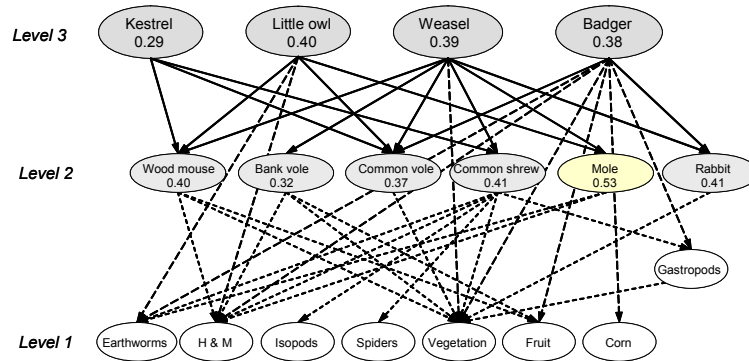 Level 3
Kestrel
0.29
Little owl
0.40
Weasel
0.39
Badger
0.38
Level 2
Wood mouse
0.40
Bank vole
0.32
Common vole
0.37
Common shrew
0.41
Mole
0.53
Rabbit
0.41
Gastropods
Level 1
Earthworms
H & M
Isopods
Spiders
Vegetation
Fruit
Corn